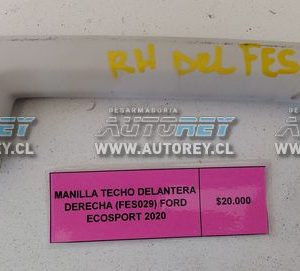 RH DEL FES
DESARMADURIA
AUTOREY
WWW.AUTOREY.CL
MANILLA TECHO DELANTERA
DERECHA (FES029) FORD
ECOSPORT 2020
$20.000